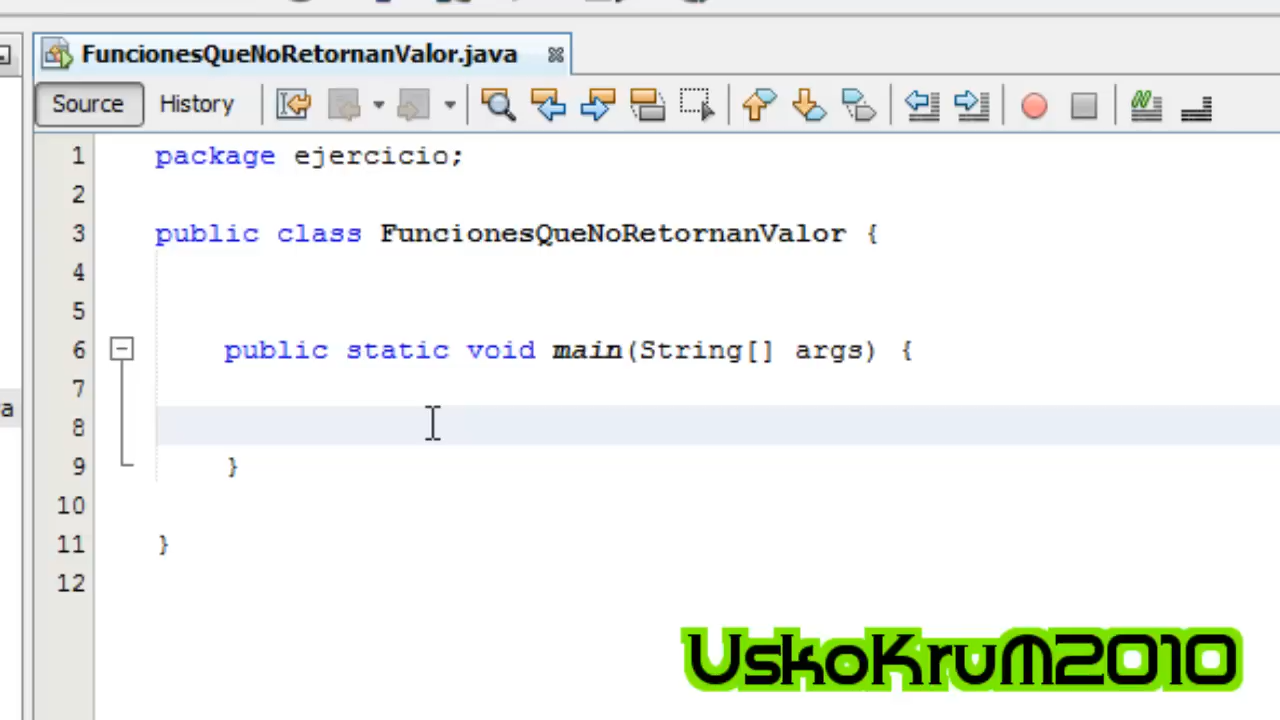 FuncionesQueNoRetornanValor.java
Source History
1 package ejercicio;
2
3 public class FuncionesQueNoRetornanValor {
4
5
6 public static void main(String[] args) {
7
8
9 }
10
11 }
12
a
UskoKruM2010